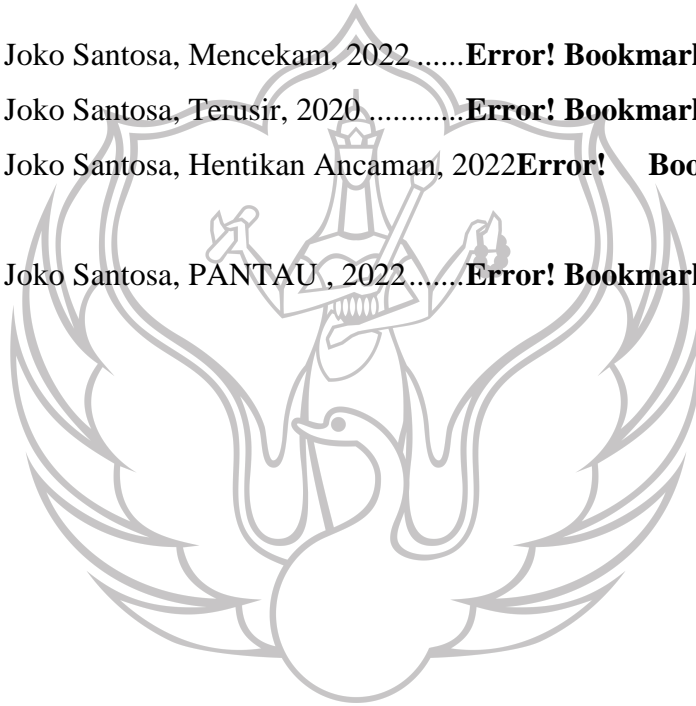 Joko Santosa, Mencekam, 2022 ......Error! Bookmark
Joko Santosa, Terusir, 2020 ............Error! Bookmark
Joko Santosa, Hentikan Ancaman, 2022Error! Boo
Joko Santosa, PANTAU , 2022.......Error! Bookmark